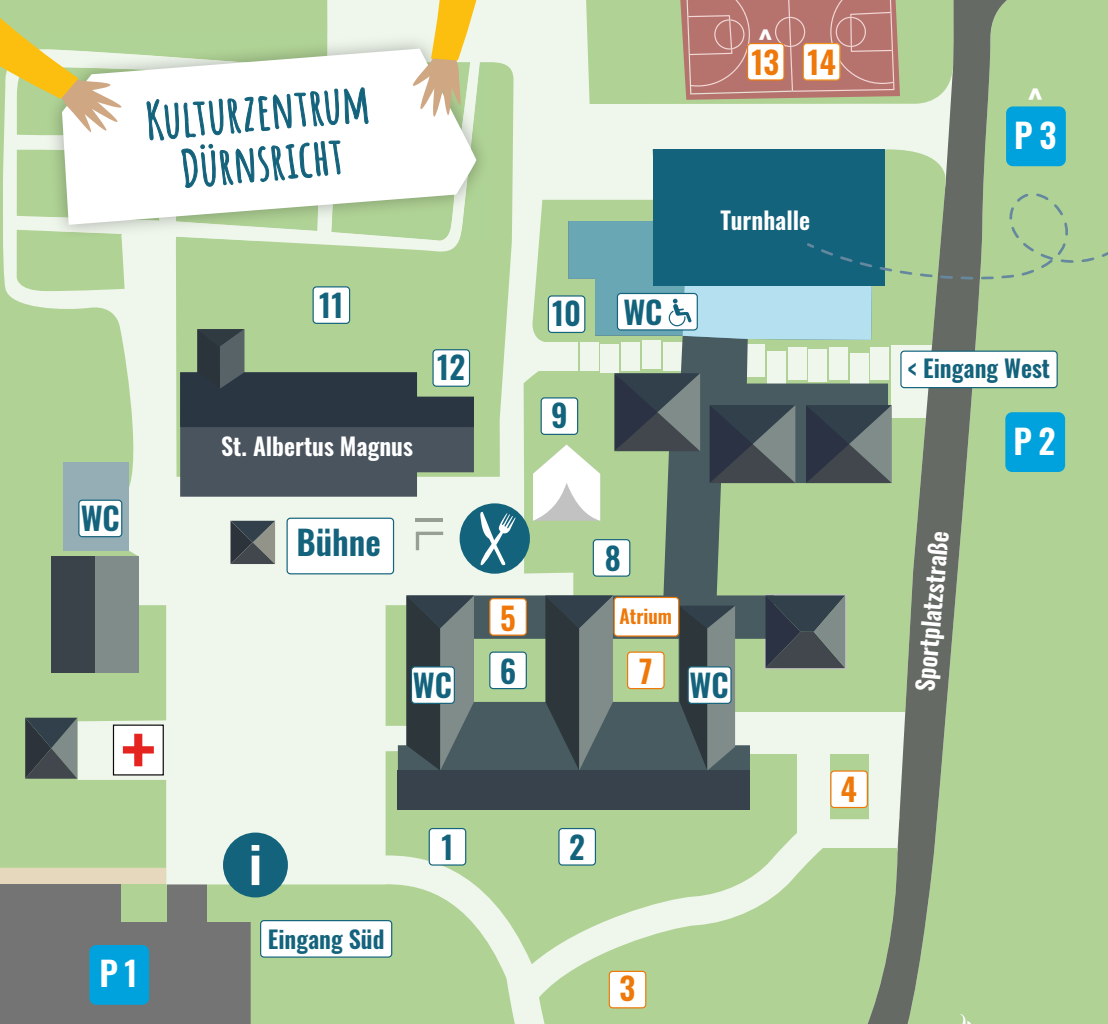 KULTURZENTRUM
DÜRNSRICHT
^
13
14
^
P 3
Turnhalle
11
10
WC
12
< Eingang West
9
P 2
St. Albertus Magnus
WC
Bühne
8
Sportplatzstraße
5
Atrium
6
7
WC
WC
4
1
2
i
Eingang Süd
P 1
3